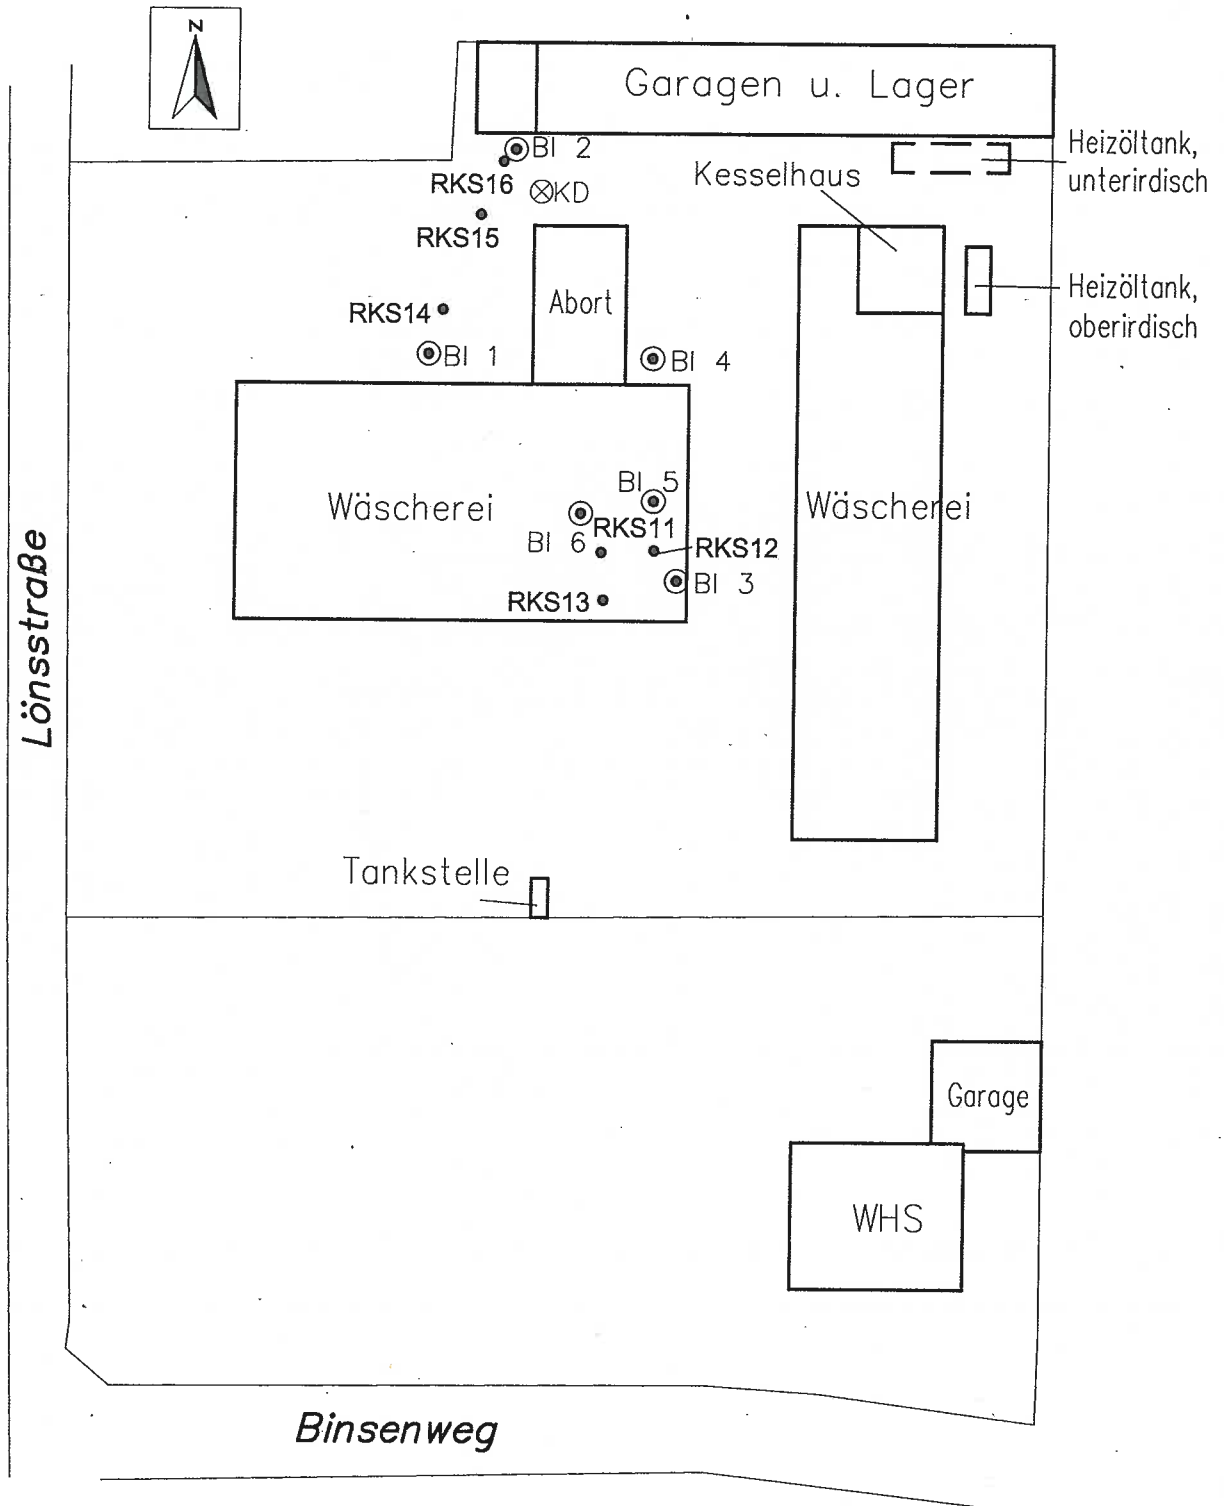 N
Garagen u. Lager
BI 2
Heizöltank,
unterirdisch
Kesselhaus
RKS16
KD
RKS15
Abort
Heizöltank,
oberirdisch
RKS14
BI 1
BI 4
BI 5
Wäscherei
Wäscherei
RKS11
BI 6
RKS12
BI 3
RKS13
Lönsstraße
Tankstelle
Garage
WHS
Binsenweg